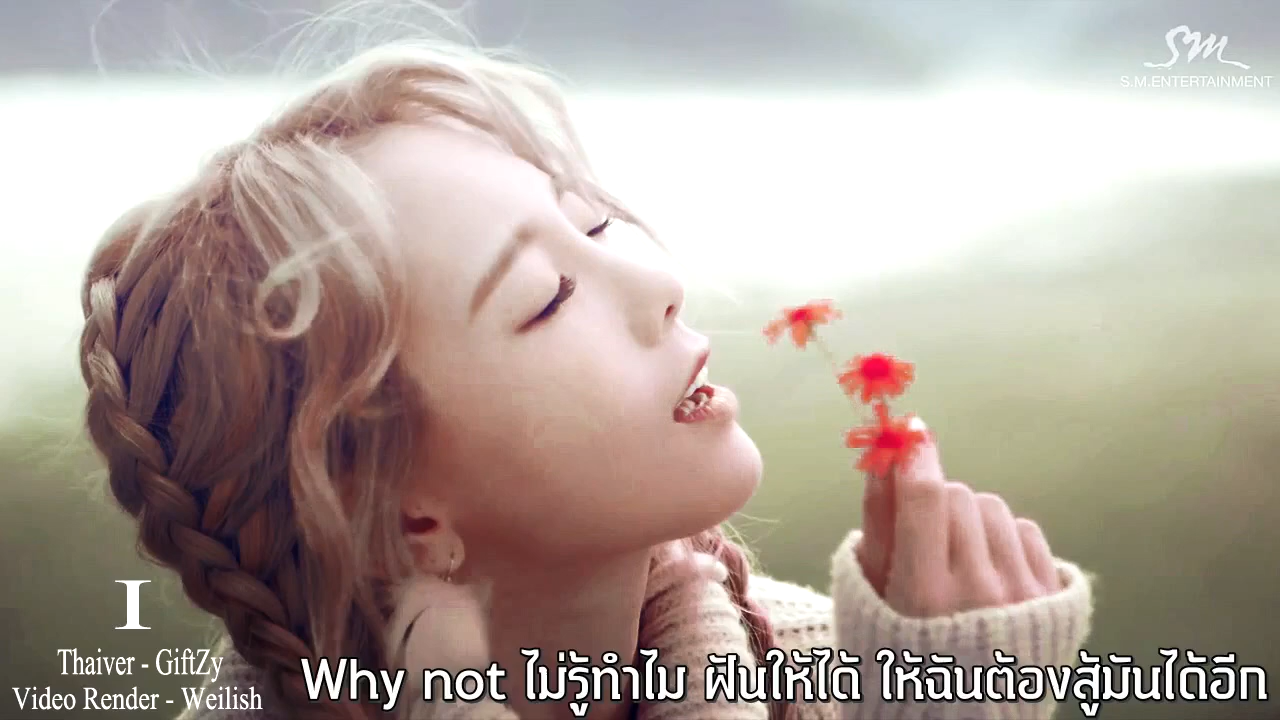 SM
S.M.ENTERTAINMENT
I
Thaiver - GiftZy
Video Render - Weilish
Why not ไม่รู้ทำไม ฝันให้ได้ ให้ฉันต้องสู้มันได้อีก